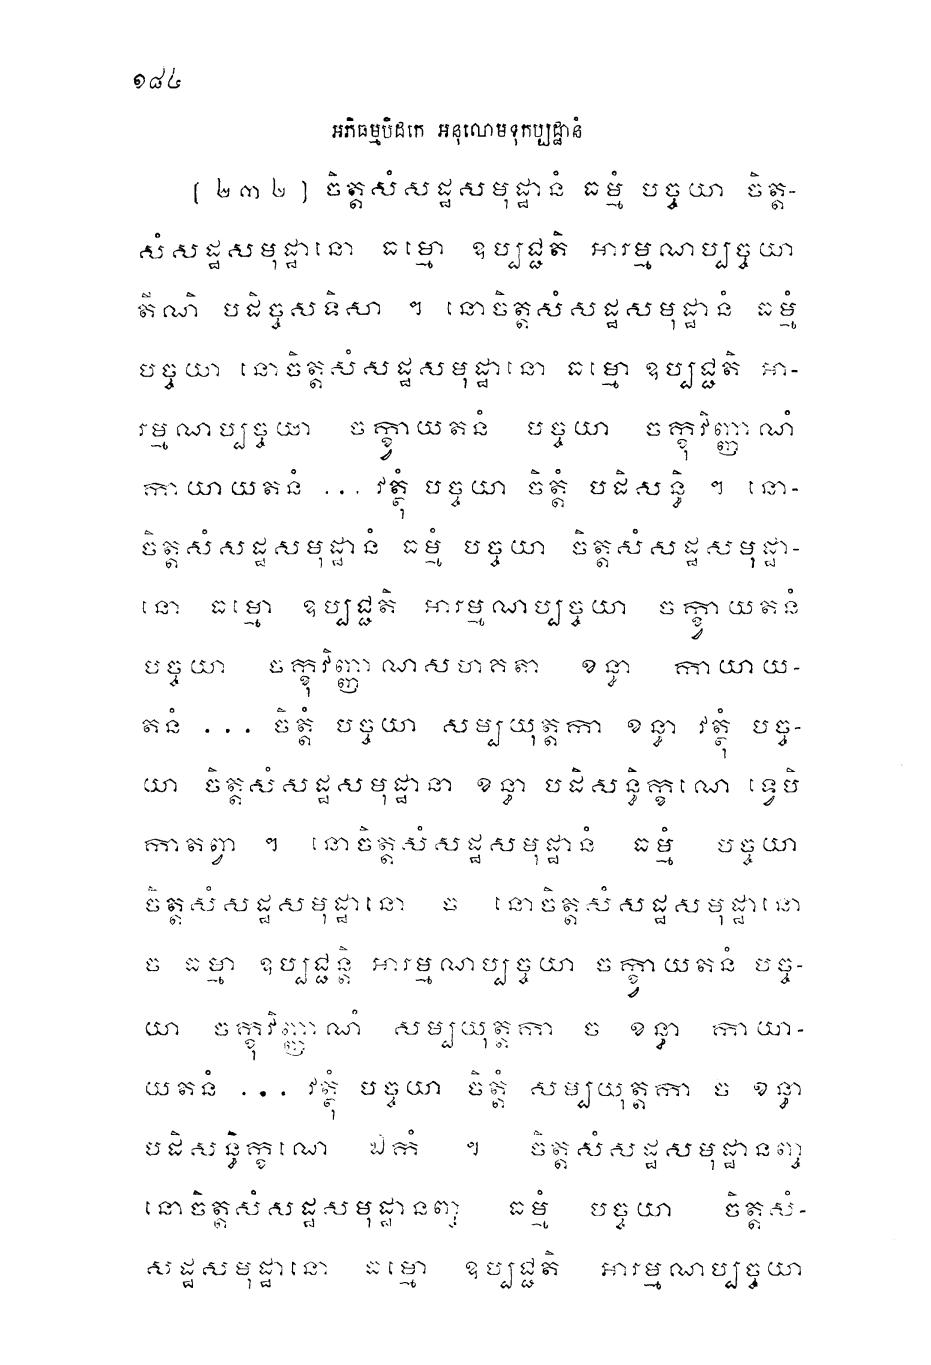 ១៨៤
អភិធម្មបិដកេ អនុលោមទុកប្បដ្ឋានំ
[ ២៣២ ] ចិត្តសំសដ្ឋសមុដ្ឋានំ ធម្មំ បច្ចយា ចិត្ត-
សំសដ្ឋសមុដ្ឋានោ ធម្មោ ឧប្បជ្ជតិ អារម្មណប្បច្ចយា
តីណិ បដិច្ចសទិសា ។ នោចិត្តសំសដ្ឋសមុដ្ឋានំ ធម្មំ
បច្ចយា នោចិត្តសំសដ្ឋសមុដ្ឋានោ ធម្មោ ឧប្បជ្ជតិ អា-
រម្មណប្បច្ចយា ចក្ខ្វាយតនំ បច្ចយា ចក្ខុវិញ្ញាណំ
កាយាយតនំ ... វត្ថុំ បច្ចយា ចិត្តំ បដិសន្ធិ ។ នោ-
ចិត្តសំសដ្ឋសមុដ្ឋានំ ធម្មំ បច្ចយា ចិត្តសំសដ្ឋសមុដ្ឋា-
នោ ធម្មោ ឧប្បជ្ជតិ អារម្មណប្បច្ចយា ចក្ខ្វាយតនំ
បច្ចយា ចក្ខុវិញ្ញាណសហគតា ខន្ធា កាយាយ-
តនំ ... ចិត្តំ បច្ចយា សម្បយុត្តកា ខន្ធា វត្ថុំ បច្ច-
យា ចិត្តសំសដ្ឋសមុដ្ឋានា ខន្ធា បដិសន្ធិក្ខណេ ទ្វេបិ
កាតព្វា ។ នោចិត្តសំសដ្ឋសមុដ្ឋានំ ធម្មំ បច្ចយា
ចិត្តសំសដ្ឋសមុដ្ឋានោ ច នោចិត្តសំសដ្ឋសមុដ្ឋានោ
ច ធម្មា ឧប្បជ្ជន្តិ អារម្មណប្បច្ចយា ចក្ខ្វាយតនំ បច្ច-
យា ចក្ខុវិញ្ញាណំ សម្បយុត្តកា ច ខន្ធា កាយា-
យតនំ ... វត្ថុំ បច្ចយា ចិត្តំ សម្បយុត្តកា ច ខន្ធា
បដិសន្ធិក្ខណេ ឯកំ ។ ចិត្តសំសដ្ឋសមុដ្ឋានញ្ច
នោចិត្តសំសដ្ឋសមុដ្ឋានញ្ច ធម្មំ បច្ចយា ចិត្តសំ-
សដ្ឋសមុដ្ឋានោ ធម្មោ ឧប្បជ្ជតិ អារម្មណប្បច្ចយា